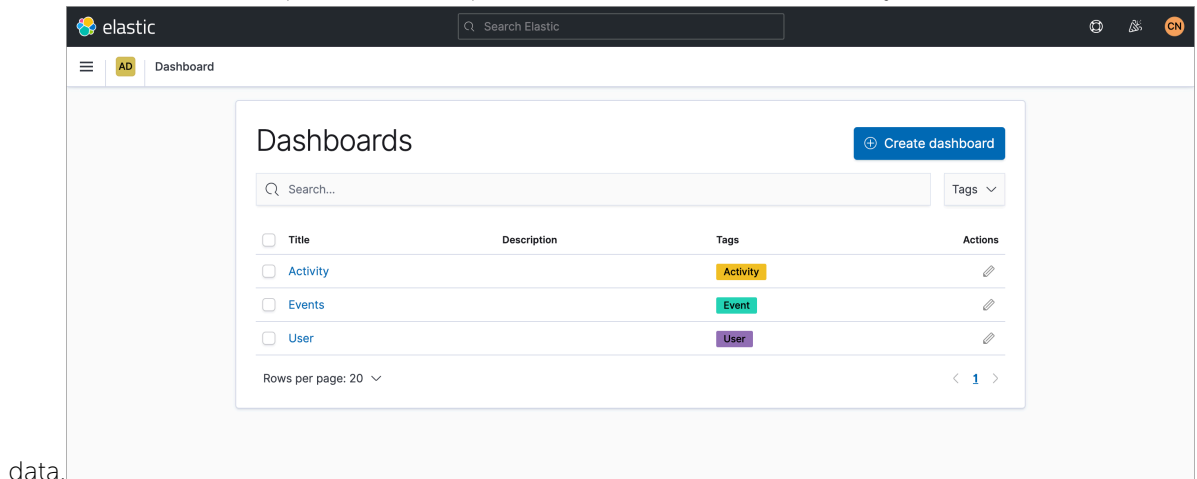 elastic Search Elastic CN
AD Dashboard
Dashboards
Create dashboard
Search... Tags
Title Description Tags Actions
Activity Activity
Events Event
User User
Rows per page: 20 1
data.